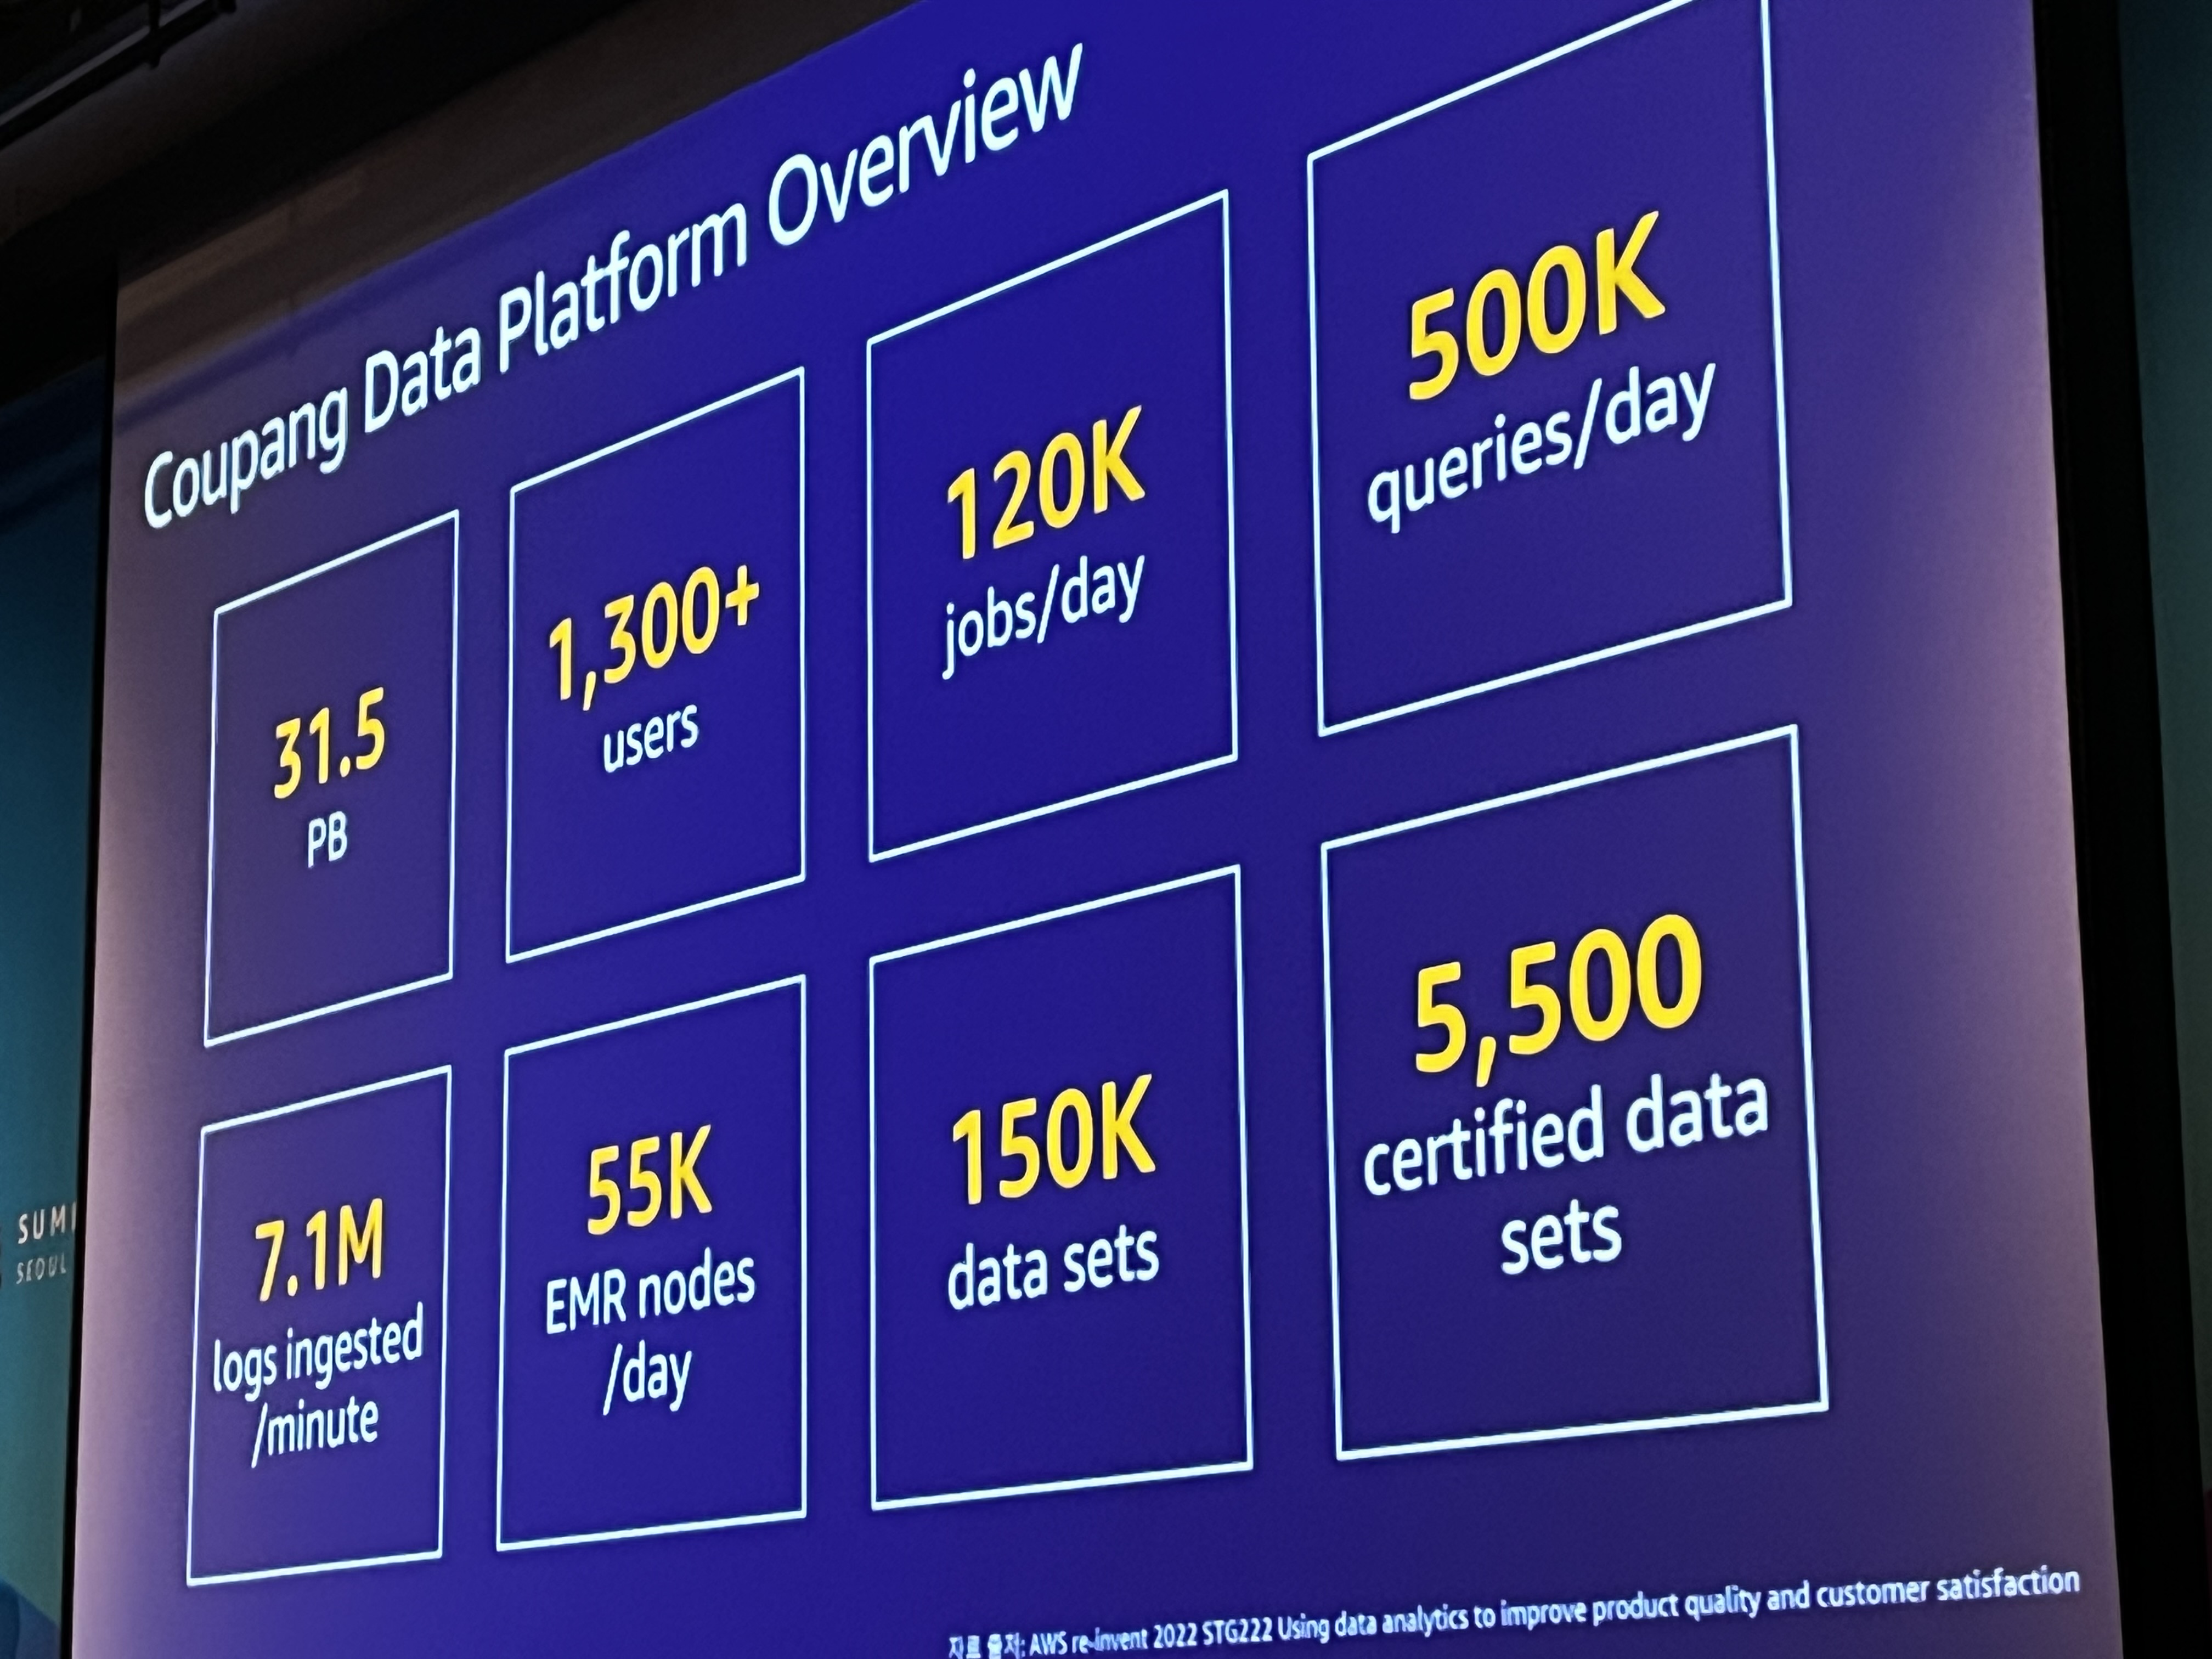 Coupang Data Platform Overview
31.5
PB
1,300+
users
120K
jobs/day
500K
queries/day
7.1M
logs ingested
/minute
55K
EMR nodes
/day
150K
data sets
5,500
certified data
sets
자료 출처: AWS re-invent 2022 STG222 Using data analytics to improve product quality and customer satisfaction
SUMI
SEOUL